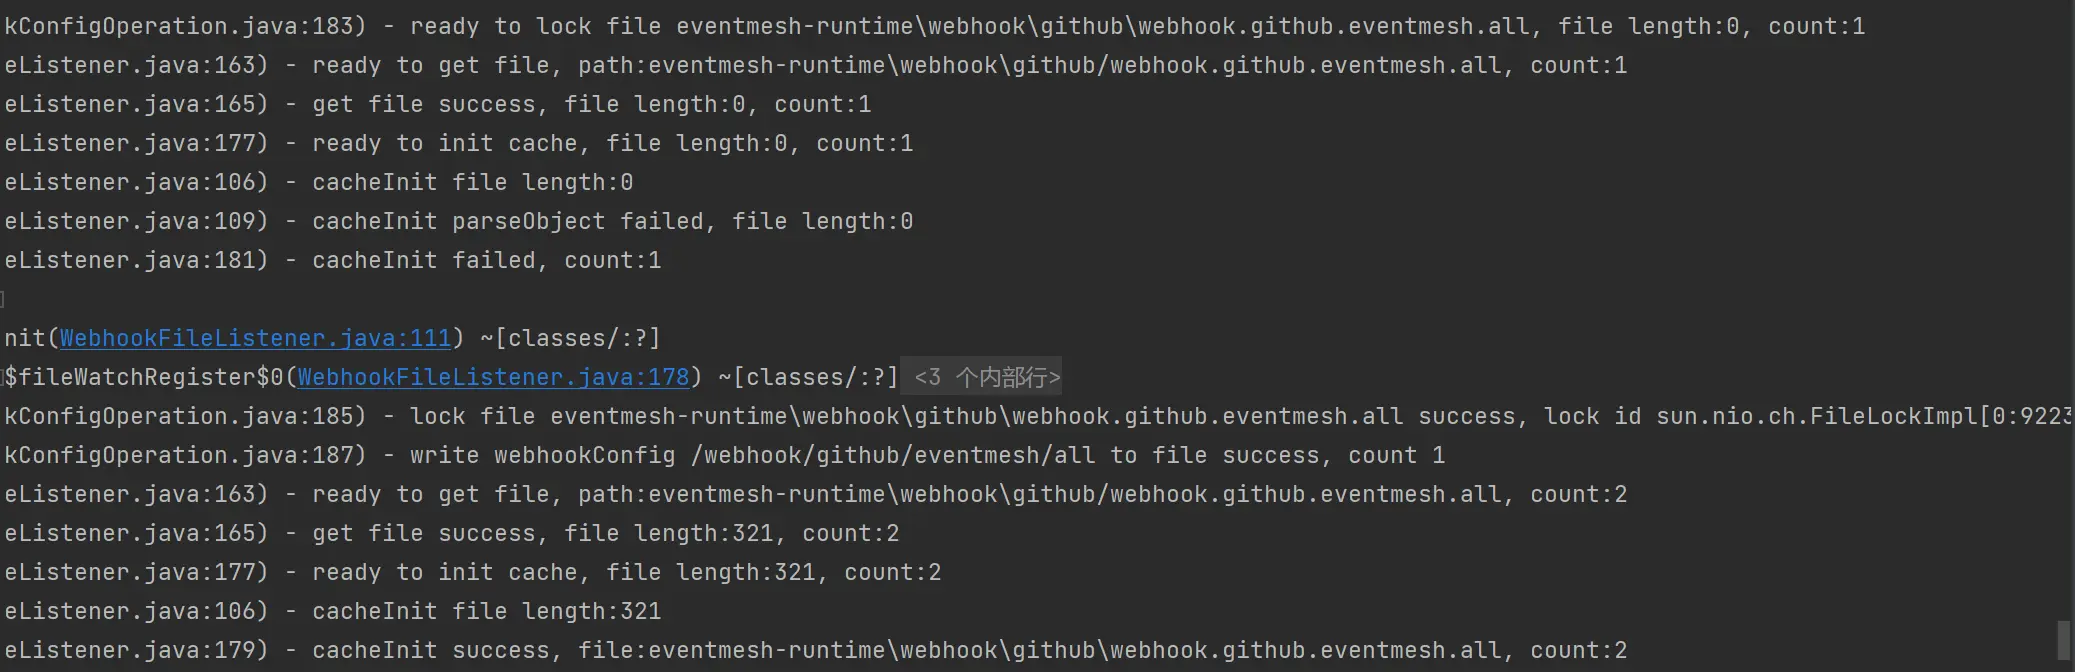 kConfigOperation.java:183) - ready to lock file eventmesh-runtime\webhook\github\webhook.github.eventmesh.all, file length:0, count:1
eListener.java:163) - ready to get file, path:eventmesh-runtime\webhook\github/webhook.github.eventmesh.all, count:1
eListener.java:165) - get file success, file length:0, count:1
eListener.java:177) - ready to init cache, file length:0, count:1
eListener.java:106) - cacheInit file length:0
eListener.java:109) - cacheInit parseObject failed, file length:0
eListener.java:181) - cacheInit failed, count:1
nit(WebhookFileListener.java:111) ~[classes/:?]
$fileWatchRegister$0(WebhookFileListener.java:178) ~[classes/:?] <3 个内部行>
kConfigOperation.java:185) - lock file eventmesh-runtime\webhook\github\webhook.github.eventmesh.all success, lock id sun.nio.ch.FileLockImpl[0:9223
kConfigOperation.java:187) - write webhookConfig /webhook/github/eventmesh/all to file success, count 1
eListener.java:163) - ready to get file, path:eventmesh-runtime\webhook\github/webhook.github.eventmesh.all, count:2
eListener.java:165) - get file success, file length:321, count:2
eListener.java:177) - ready to init cache, file length:321, count:2
eListener.java:106) - cacheInit file length:321
eListener.java:179) - cacheInit success, file:eventmesh-runtime\webhook\github\webhook.github.eventmesh.all, count:2